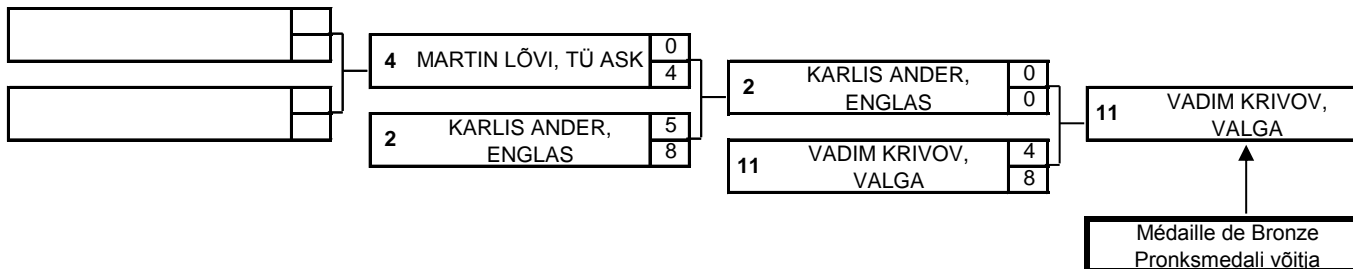 4 MARTIN LÕVI, TÜ ASK 0
4
2 KARLIS ANDER, 5
ENGLAS 8
2 KARLIS ANDER, 0
ENGLAS 0
11 VADIM KRIVOV, 4
VALGA 8
11 VADIM KRIVOV,
VALGA
Médaille de Bronze
Pronksmedali võitja